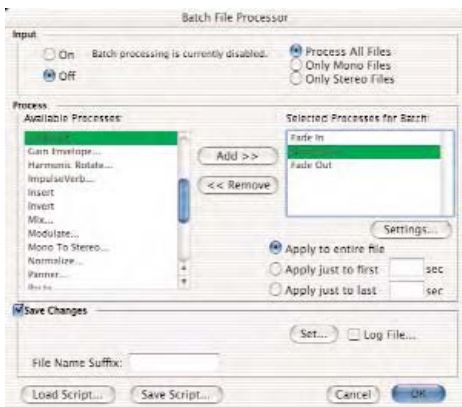 Batch File Processor
Input
On
Batch processing is currently disabled.
Off
Process All Files
Only Mono Files
Only Stereo Files
Process
Available Processes:
Gain Envelope...
Harmonic Rotate...
ImpulseVerb...
Insert
Invert
Mix...
Modulate...
Mono To Stereo...
Normalize...
Panner...
Add >>
<< Remove
Selected Processes for Batch:
Fade In
Fade Out
Settings...
Apply to entire file
Apply just to first sec
Apply just to last sec
Save Changes
Set...
Log File...
File Name Suffix:
Load Script...
Save Script...
Cancel
OK